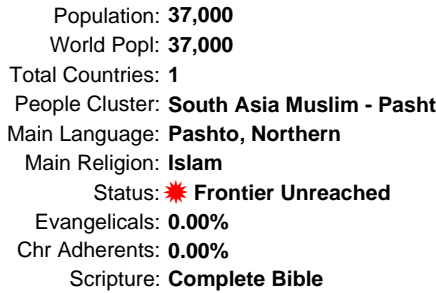 Population: 37,000
World Popl: 37,000
Total Countries: 1
People Cluster: South Asia Muslim - Pasht
Main Language: Pashto, Northern
Main Religion: Islam
Status: Frontier Unreached
Evangelicals: 0.00%
Chr Adherents: 0.00%
Scripture: Complete Bible